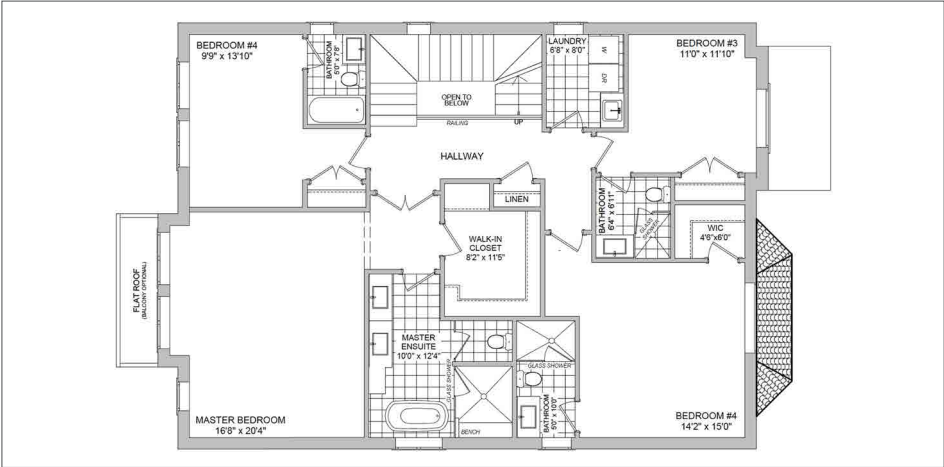 BEDROOM #4
9'9" x 13'10"
BATHROOM
5'0" x 7'8"
OPEN TO
BELOW
RAILING
UP
LAUNDRY
6'8" x 8'0"
W
DR
BEDROOM #3
11'0" x 11'10"
HALLWAY
LINEN
BATHROOM
6'4" x 6'11"
GLASS
SHOWER
WIC
4'6"x6'0"
WALK-IN
CLOSET
8'2" x 11'5"
FLAT ROOF
(BALCONY OPTIONAL)
MASTER
ENSUITE
10'0" x 12'4"
GLASS SHOWER
BENCH
GLASS SHOWER
BATHROOM
5'0" x 10'0"
MASTER BEDROOM
16'8" x 20'4"
BEDROOM #4
14'2" x 15'0"